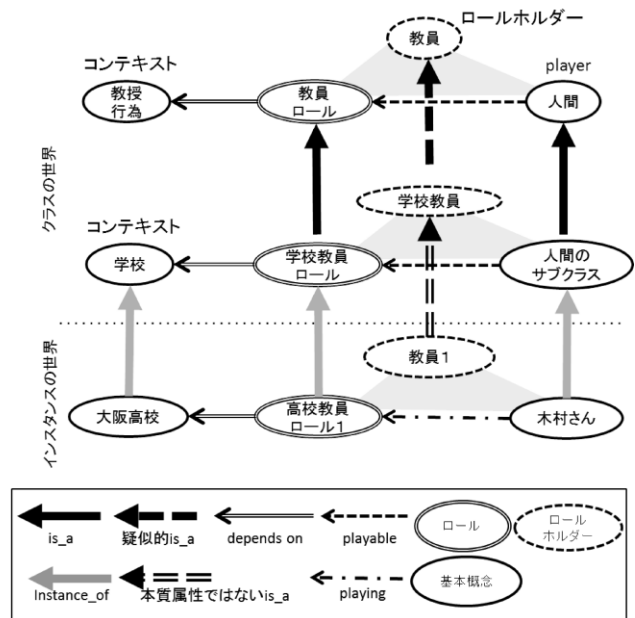 ロールホルダー
教員
コンテキスト
player
教授
行為
教員
ロール
人間
クラスの世界
学校教員
コンテキスト
学校
学校教員
ロール
人間の
サブクラス
インスタンスの世界
教員1
大阪高校
高校教員
ロール1
木村さん
is_a
疑似的is_a
depends on
playable
ロール
ロール
ホルダー
Instance_of
本質属性ではないis_a
playing
基本概念